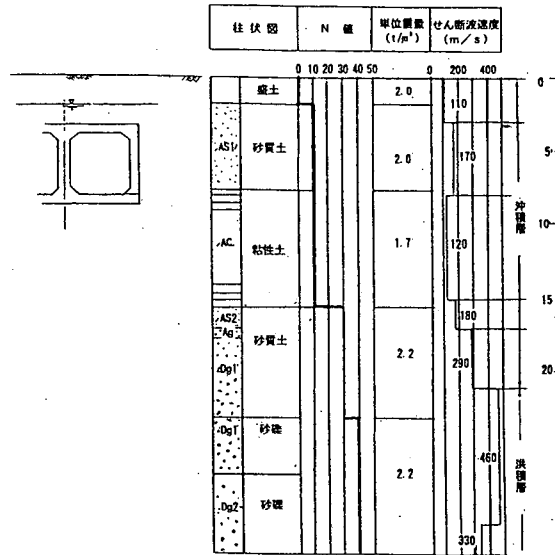 柱状図 N 値 単位重量 せん断波速度
(t/m³) (m/s)
0 10 20 30 40 50 0 200 400 0
盛土 2.0 110
AS1 砂質土 2.0 170 5
沖積層
10
AC 粘性土 1.7 120
15
AS2 180
Ag 砂質土 2.2 290
Dg1 20
Dg1 砂礫 460
2.2 洪積層
Dg2 砂礫
330